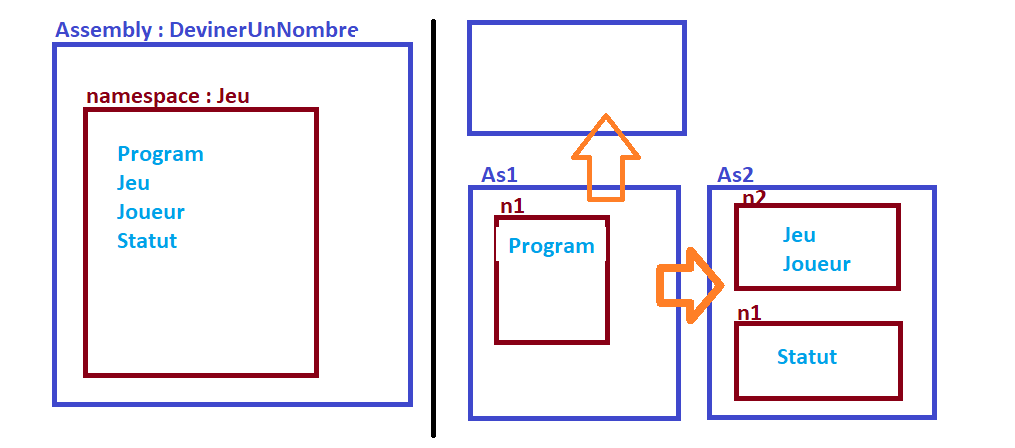 Assembly : DevinerUnNombre
namespace : Jeu
Program
Jeu
Joueur
Statut
As1
n1
Program
As2
n2
Jeu
Joueur
n1
Statut